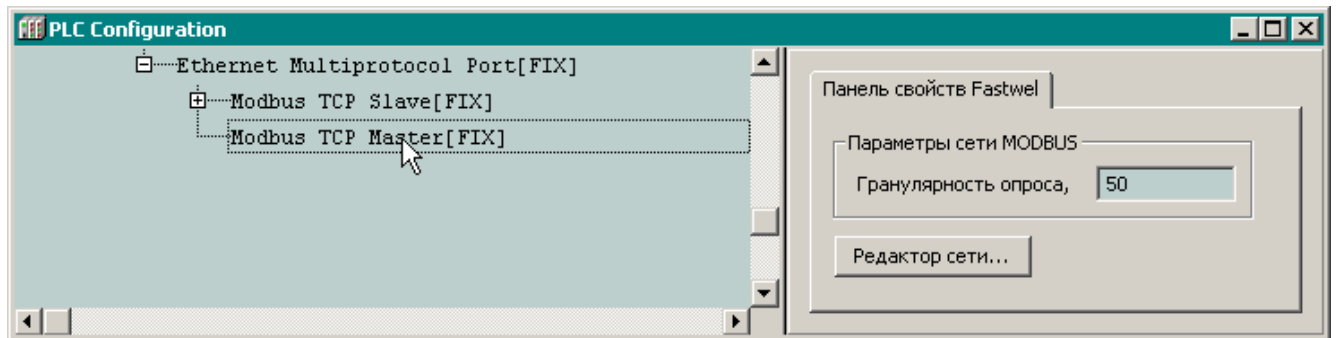 PLC Configuration
Ethernet Multiprotocol Port[FIX]
Modbus TCP Slave[FIX]
Modbus TCP Master[FIX]
Панель свойств Fastwel
Параметры сети MODBUS
Гранулярность опроса, 50
Редактор сети...